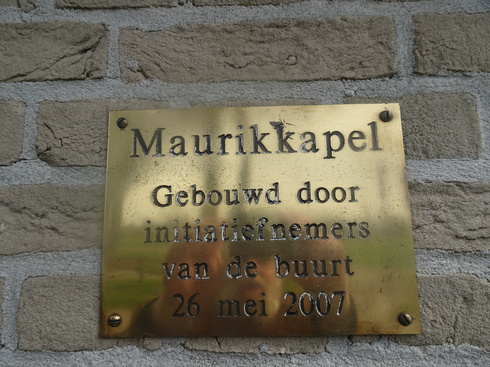 Maurikkapel
Gebouwd door
initiatiefnemers
van de buurt
26 mei 2007